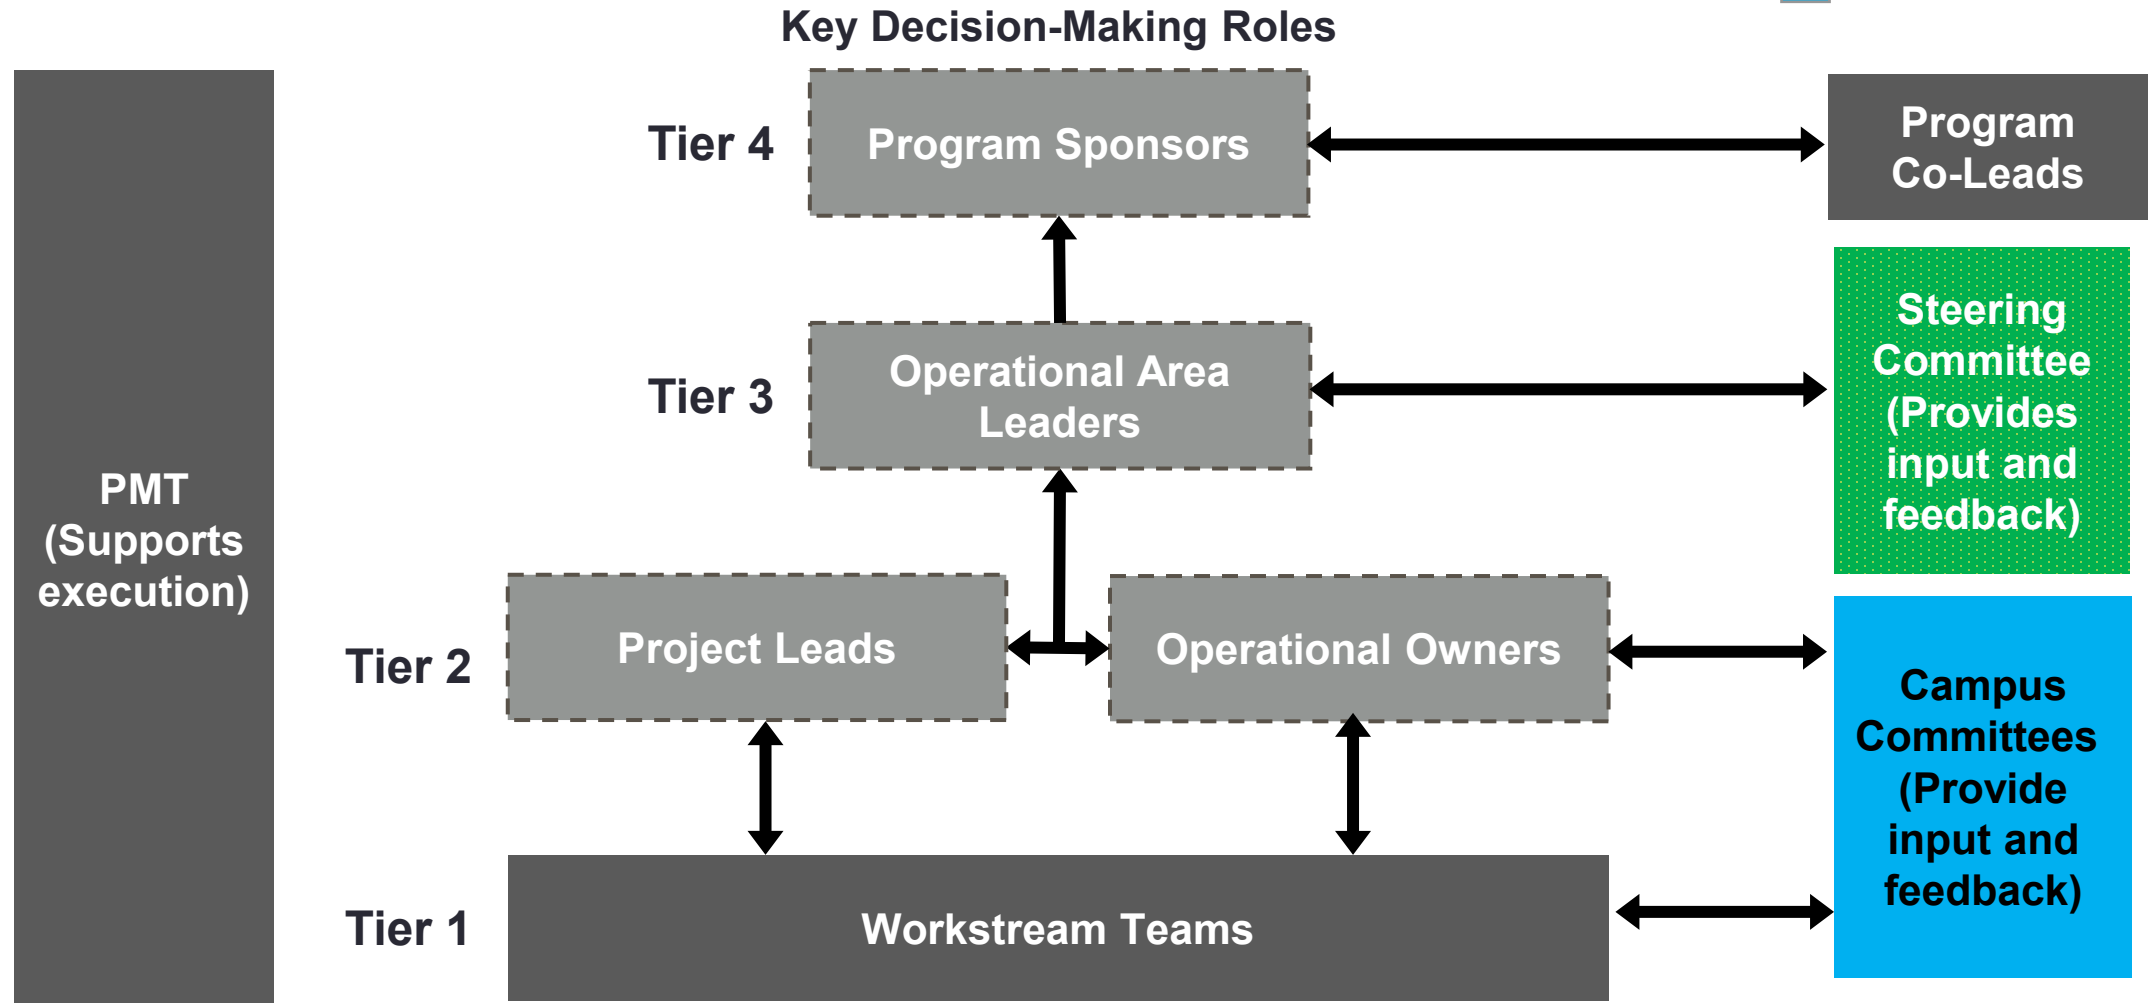 Key Decision-Making Roles
PMT
(Supports
execution)
Tier 4
Program Sponsors
Program
Co-Leads
Tier 3
Operational Area
Leaders
Steering
Committee
(Provides
input and
feedback)
Tier 2
Project Leads
Operational Owners
Campus
Committees
(Provide
input and
feedback)
Tier 1
Workstream Teams